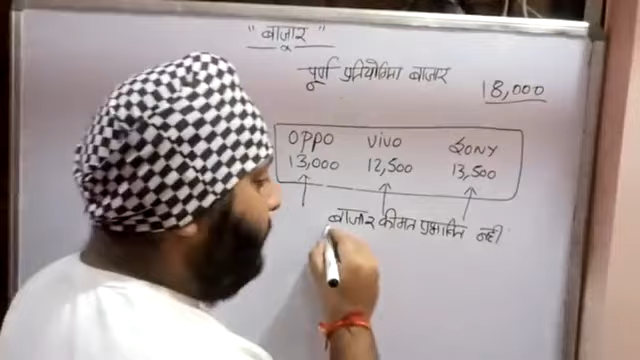 " बाजार "
पूर्ण प्रतियोगिता बाजार
18,000
OPPO VIVO SONY
13,000 12,500 13,500
बाजार कीमत प्रभावित नहीं